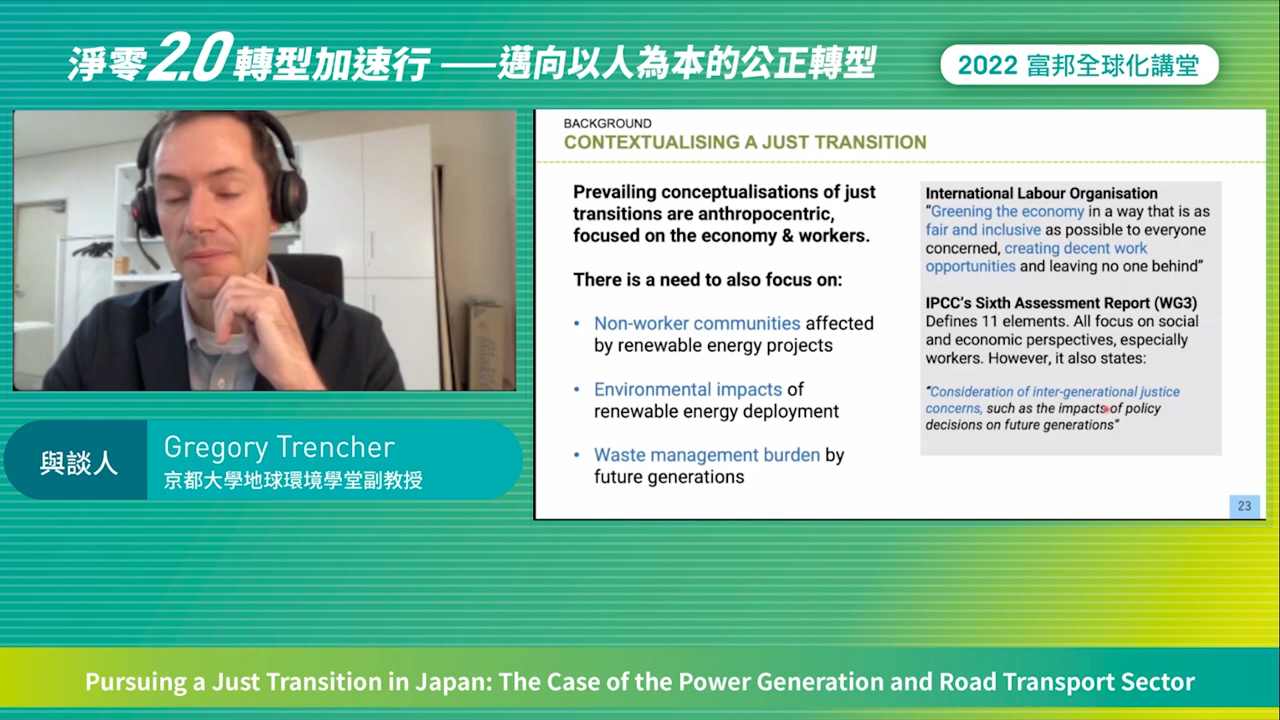 淨零2.0轉型加速行——邁向以人為本的公正轉型
2022 富邦全球化講堂
BACKGROUND
CONTEXTUALISING A JUST TRANSITION
Prevailing conceptualisations of just
transitions are anthropocentric,
focused on the economy & workers.
There is a need to also focus on:
• Non-worker communities affected
by renewable energy projects
• Environmental impacts of
renewable energy deployment
• Waste management burden by
future generations
International Labour Organisation
“Greening the economy in a way that is as
fair and inclusive as possible to everyone
concerned, creating decent work
opportunities and leaving no one behind”
IPCC’s Sixth Assessment Report (WG3)
Defines 11 elements. All focus on social
and economic perspectives, especially
workers. However, it also states:
“Consideration of inter-generational justice
concerns, such as the impacts of policy
decisions on future generations”
23
與談人
Gregory Trencher
京都大學地球環境學堂副教授
Pursuing a Just Transition in Japan: The Case of the Power Generation and Road Transport Sector